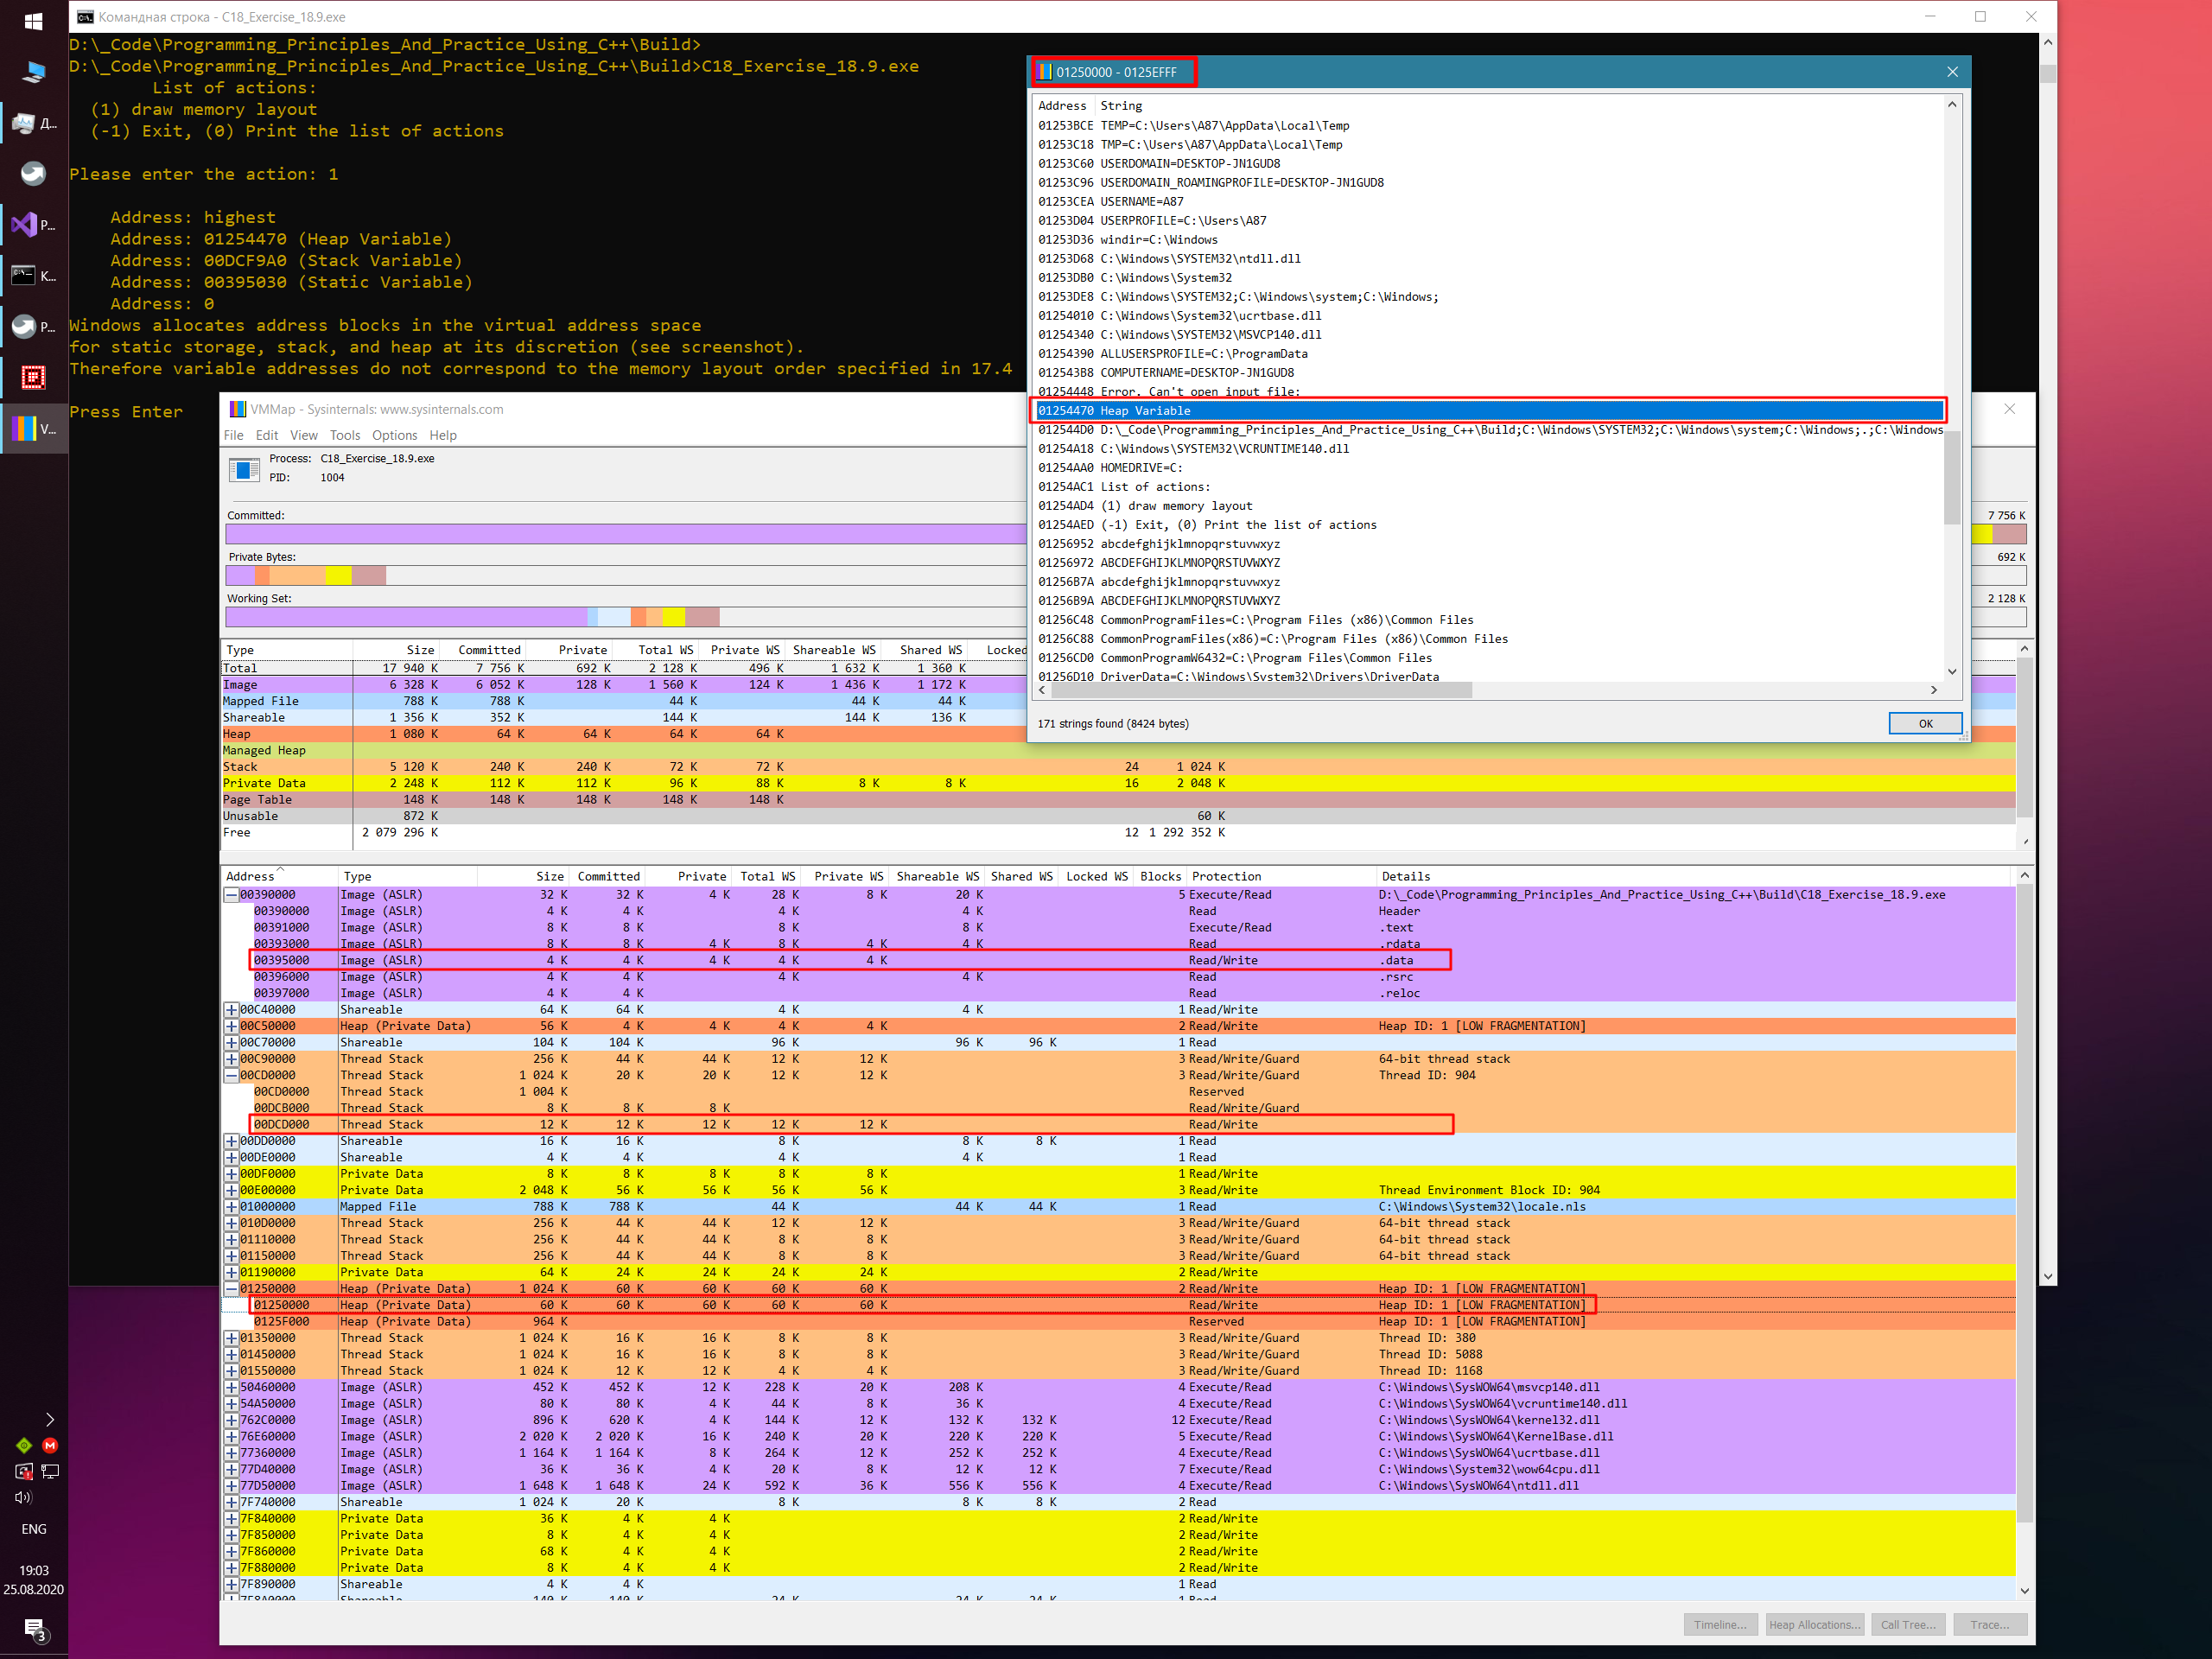 Командная строка - C18_Exercise_18.9.exe
D:\_Code\Programming_Principles_And_Practice_Using_C++\Build>
D:\_Code\Programming_Principles_And_Practice_Using_C++\Build>C18_Exercise_18.9.exe
List of actions:
(1) draw memory layout
(-1) Exit, (0) Print the list of actions
Please enter the action: 1
Address: highest
Address: 01254470 (Heap Variable)
Address: 00DCF9A0 (Stack Variable)
Address: 00395030 (Static Variable)
Address: 0
Windows allocates address blocks in the virtual address space
for static storage, stack, and heap at its discretion (see screenshot).
Therefore variable addresses do not correspond to the memory layout order specified in 17.4
Press Enter
01250000 - 0125EFFF
Address String
01253BCE TEMP=C:\Users\A87\AppData\Local\Temp
01253C18 TMP=C:\Users\A87\AppData\Local\Temp
01253C60 USERDOMAIN=DESKTOP-JN1GUD8
01253C96 USERDOMAIN_ROAMINGPROFILE=DESKTOP-JN1GUD8
01253CEA USERNAME=A87
01253D04 USERPROFILE=C:\Users\A87
01253D36 windir=C:\Windows
01253D68 C:\Windows\SYSTEM32\ntdll.dll
01253DB0 C:\Windows\System32
01253DE8 C:\Windows\SYSTEM32;C:\Windows\system;C:\Windows;
01254010 C:\Windows\System32\ucrtbase.dll
01254340 C:\Windows\SYSTEM32\MSVCP140.dll
01254390 ALLUSERSPROFILE=C:\ProgramData
012543B8 COMPUTERNAME=DESKTOP-JN1GUD8
01254448 Error. Can't open input file:
01254470 Heap Variable
012544D0 D:\_Code\Programming_Principles_And_Practice_Using_C++\Build;C:\Windows\SYSTEM32;C:\Windows\system;C:\Windows;.;C:\Windows
01254A18 C:\Windows\SYSTEM32\VCRUNTIME140.dll
01254AA0 HOMEDRIVE=C:
01254AC1 List of actions:
01254AD4 (1) draw memory layout
01254AED (-1) Exit, (0) Print the list of actions
01256952 abcdefghijklmnopqrstuvwxyz
01256972 ABCDEFGHIJKLMNOPQRSTUVWXYZ
01256B7A abcdefghijklmnopqrstuvwxyz
01256B9A ABCDEFGHIJKLMNOPQRSTUVWXYZ
01256C48 CommonProgramFiles=C:\Program Files (x86)\Common Files
01256C88 CommonProgramFiles(x86)=C:\Program Files (x86)\Common Files
01256CD0 CommonProgramW6432=C:\Program Files\Common Files
01256D10 DriverData=C:\Windows\System32\Drivers\DriverData
171 strings found (8424 bytes)
OK
VMMap - Sysinternals: www.sysinternals.com
File Edit View Tools Options Help
Process: C18_Exercise_18.9.exe
PID: 1004
Committed:
7 756 K
Private Bytes:
692 K
Working Set:
2 128 K
Type Size Committed Private Total WS Private WS Shareable WS Shared WS Locked
Total 17 940 K 7 756 K 692 K 2 128 K 496 K 1 632 K 1 360 K
Image 6 328 K 6 052 K 128 K 1 560 K 124 K 1 436 K 1 172 K
Mapped File 788 K 788 K 44 K 44 K 44 K
Shareable 1 356 K 352 K 144 K 144 K 136 K
Heap 1 080 K 64 K 64 K 64 K 64 K
Managed Heap
Stack 5 120 K 240 K 240 K 72 K 72 K 24 1 024 K
Private Data 2 248 K 112 K 112 K 96 K 88 K 8 K 8 K 16 2 048 K
Page Table 148 K 148 K 148 K 148 K 148 K
Unusable 872 K 60 K
Free 2 079 296 K 12 1 292 352 K
Address Type Size Committed Private Total WS Private WS Shareable WS Shared WS Locked WS Blocks Protection Details
00390000 Image (ASLR) 32 K 32 K 4 K 28 K 8 K 20 K 5 Execute/Read D:\_Code\Programming_Principles_And_Practice_Using_C++\Build\C18_Exercise_18.9.exe
00390000 Image (ASLR) 4 K 4 K 4 K 4 K Read Header
00391000 Image (ASLR) 8 K 8 K 8 K 8 K Execute/Read .text
00393000 Image (ASLR) 8 K 8 K 4 K 8 K 4 K 4 K Read .rdata
00395000 Image (ASLR) 4 K 4 K 4 K 4 K 4 K Read/Write .data
00396000 Image (ASLR) 4 K 4 K 4 K 4 K Read .rsrc
00397000 Image (ASLR) 4 K 4 K Read .reloc
00C40000 Shareable 64 K 64 K 4 K 4 K 1 Read/Write
00C50000 Heap (Private Data) 56 K 4 K 4 K 4 K 4 K 2 Read/Write Heap ID: 1 [LOW FRAGMENTATION]
00C70000 Shareable 104 K 104 K 96 K 96 K 96 K 1 Read
00C90000 Thread Stack 256 K 44 K 44 K 12 K 12 K 3 Read/Write/Guard 64-bit thread stack
00CD0000 Thread Stack 1 024 K 20 K 20 K 12 K 12 K 3 Read/Write/Guard Thread ID: 904
00CD0000 Thread Stack 1 004 K Reserved
00DCB000 Thread Stack 8 K 8 K 8 K Read/Write/Guard
00DCD000 Thread Stack 12 K 12 K 12 K 12 K 12 K Read/Write
00DD0000 Shareable 16 K 16 K 8 K 8 K 8 K 1 Read
00DE0000 Shareable 4 K 4 K 4 K 4 K 1 Read
00DF0000 Private Data 8 K 8 K 8 K 8 K 8 K 1 Read/Write
00E00000 Private Data 2 048 K 56 K 56 K 56 K 56 K 3 Read/Write Thread Environment Block ID: 904
01000000 Mapped File 788 K 788 K 44 K 44 K 44 K 1 Read C:\Windows\System32\locale.nls
010D0000 Thread Stack 256 K 44 K 44 K 12 K 12 K 3 Read/Write/Guard 64-bit thread stack
01110000 Thread Stack 256 K 44 K 44 K 8 K 8 K 3 Read/Write/Guard 64-bit thread stack
01150000 Thread Stack 256 K 44 K 44 K 8 K 8 K 3 Read/Write/Guard 64-bit thread stack
01190000 Private Data 64 K 24 K 24 K 24 K 24 K 2 Read/Write
01250000 Heap (Private Data) 1 024 K 60 K 60 K 60 K 60 K 2 Read/Write Heap ID: 1 [LOW FRAGMENTATION]
01250000 Heap (Private Data) 60 K 60 K 60 K 60 K 60 K Read/Write Heap ID: 1 [LOW FRAGMENTATION]
0125F000 Heap (Private Data) 964 K Reserved Heap ID: 1 [LOW FRAGMENTATION]
01350000 Thread Stack 1 024 K 16 K 16 K 8 K 8 K 3 Read/Write/Guard Thread ID: 380
01450000 Thread Stack 1 024 K 16 K 16 K 8 K 8 K 3 Read/Write/Guard Thread ID: 5088
01550000 Thread Stack 1 024 K 12 K 12 K 4 K 4 K 3 Read/Write/Guard Thread ID: 1168
50460000 Image (ASLR) 452 K 452 K 12 K 228 K 20 K 208 K 4 Execute/Read C:\Windows\SysWOW64\msvcp140.dll
54A50000 Image (ASLR) 80 K 80 K 4 K 44 K 8 K 36 K 4 Execute/Read C:\Windows\SysWOW64\vcruntime140.dll
762C0000 Image (ASLR) 896 K 620 K 4 K 144 K 12 K 132 K 132 K 12 Execute/Read C:\Windows\SysWOW64\kernel32.dll
76E60000 Image (ASLR) 2 020 K 2 020 K 16 K 240 K 20 K 220 K 220 K 5 Execute/Read C:\Windows\SysWOW64\KernelBase.dll
77360000 Image (ASLR) 1 164 K 1 164 K 8 K 264 K 12 K 252 K 252 K 4 Execute/Read C:\Windows\SysWOW64\ucrtbase.dll
77D40000 Image (ASLR) 36 K 36 K 4 K 20 K 8 K 12 K 12 K 7 Execute/Read C:\Windows\System32\wow64cpu.dll
77D50000 Image (ASLR) 1 648 K 1 648 K 24 K 592 K 36 K 556 K 556 K 4 Execute/Read C:\Windows\SysWOW64\ntdll.dll
7F740000 Shareable 1 024 K 20 K 8 K 8 K 8 K 2 Read
7F840000 Private Data 36 K 4 K 4 K 2 Read/Write
7F850000 Private Data 8 K 4 K 4 K 2 Read/Write
7F860000 Private Data 68 K 4 K 4 K 2 Read/Write
7F880000 Private Data 8 K 4 K 4 K 2 Read/Write
7F890000 Shareable 4 K 4 K 1 Read
Timeline... Heap Allocations... Call Tree... Trace...
Д...
P...
К...
P...
V...
ENG
19:03
25.08.2020
3